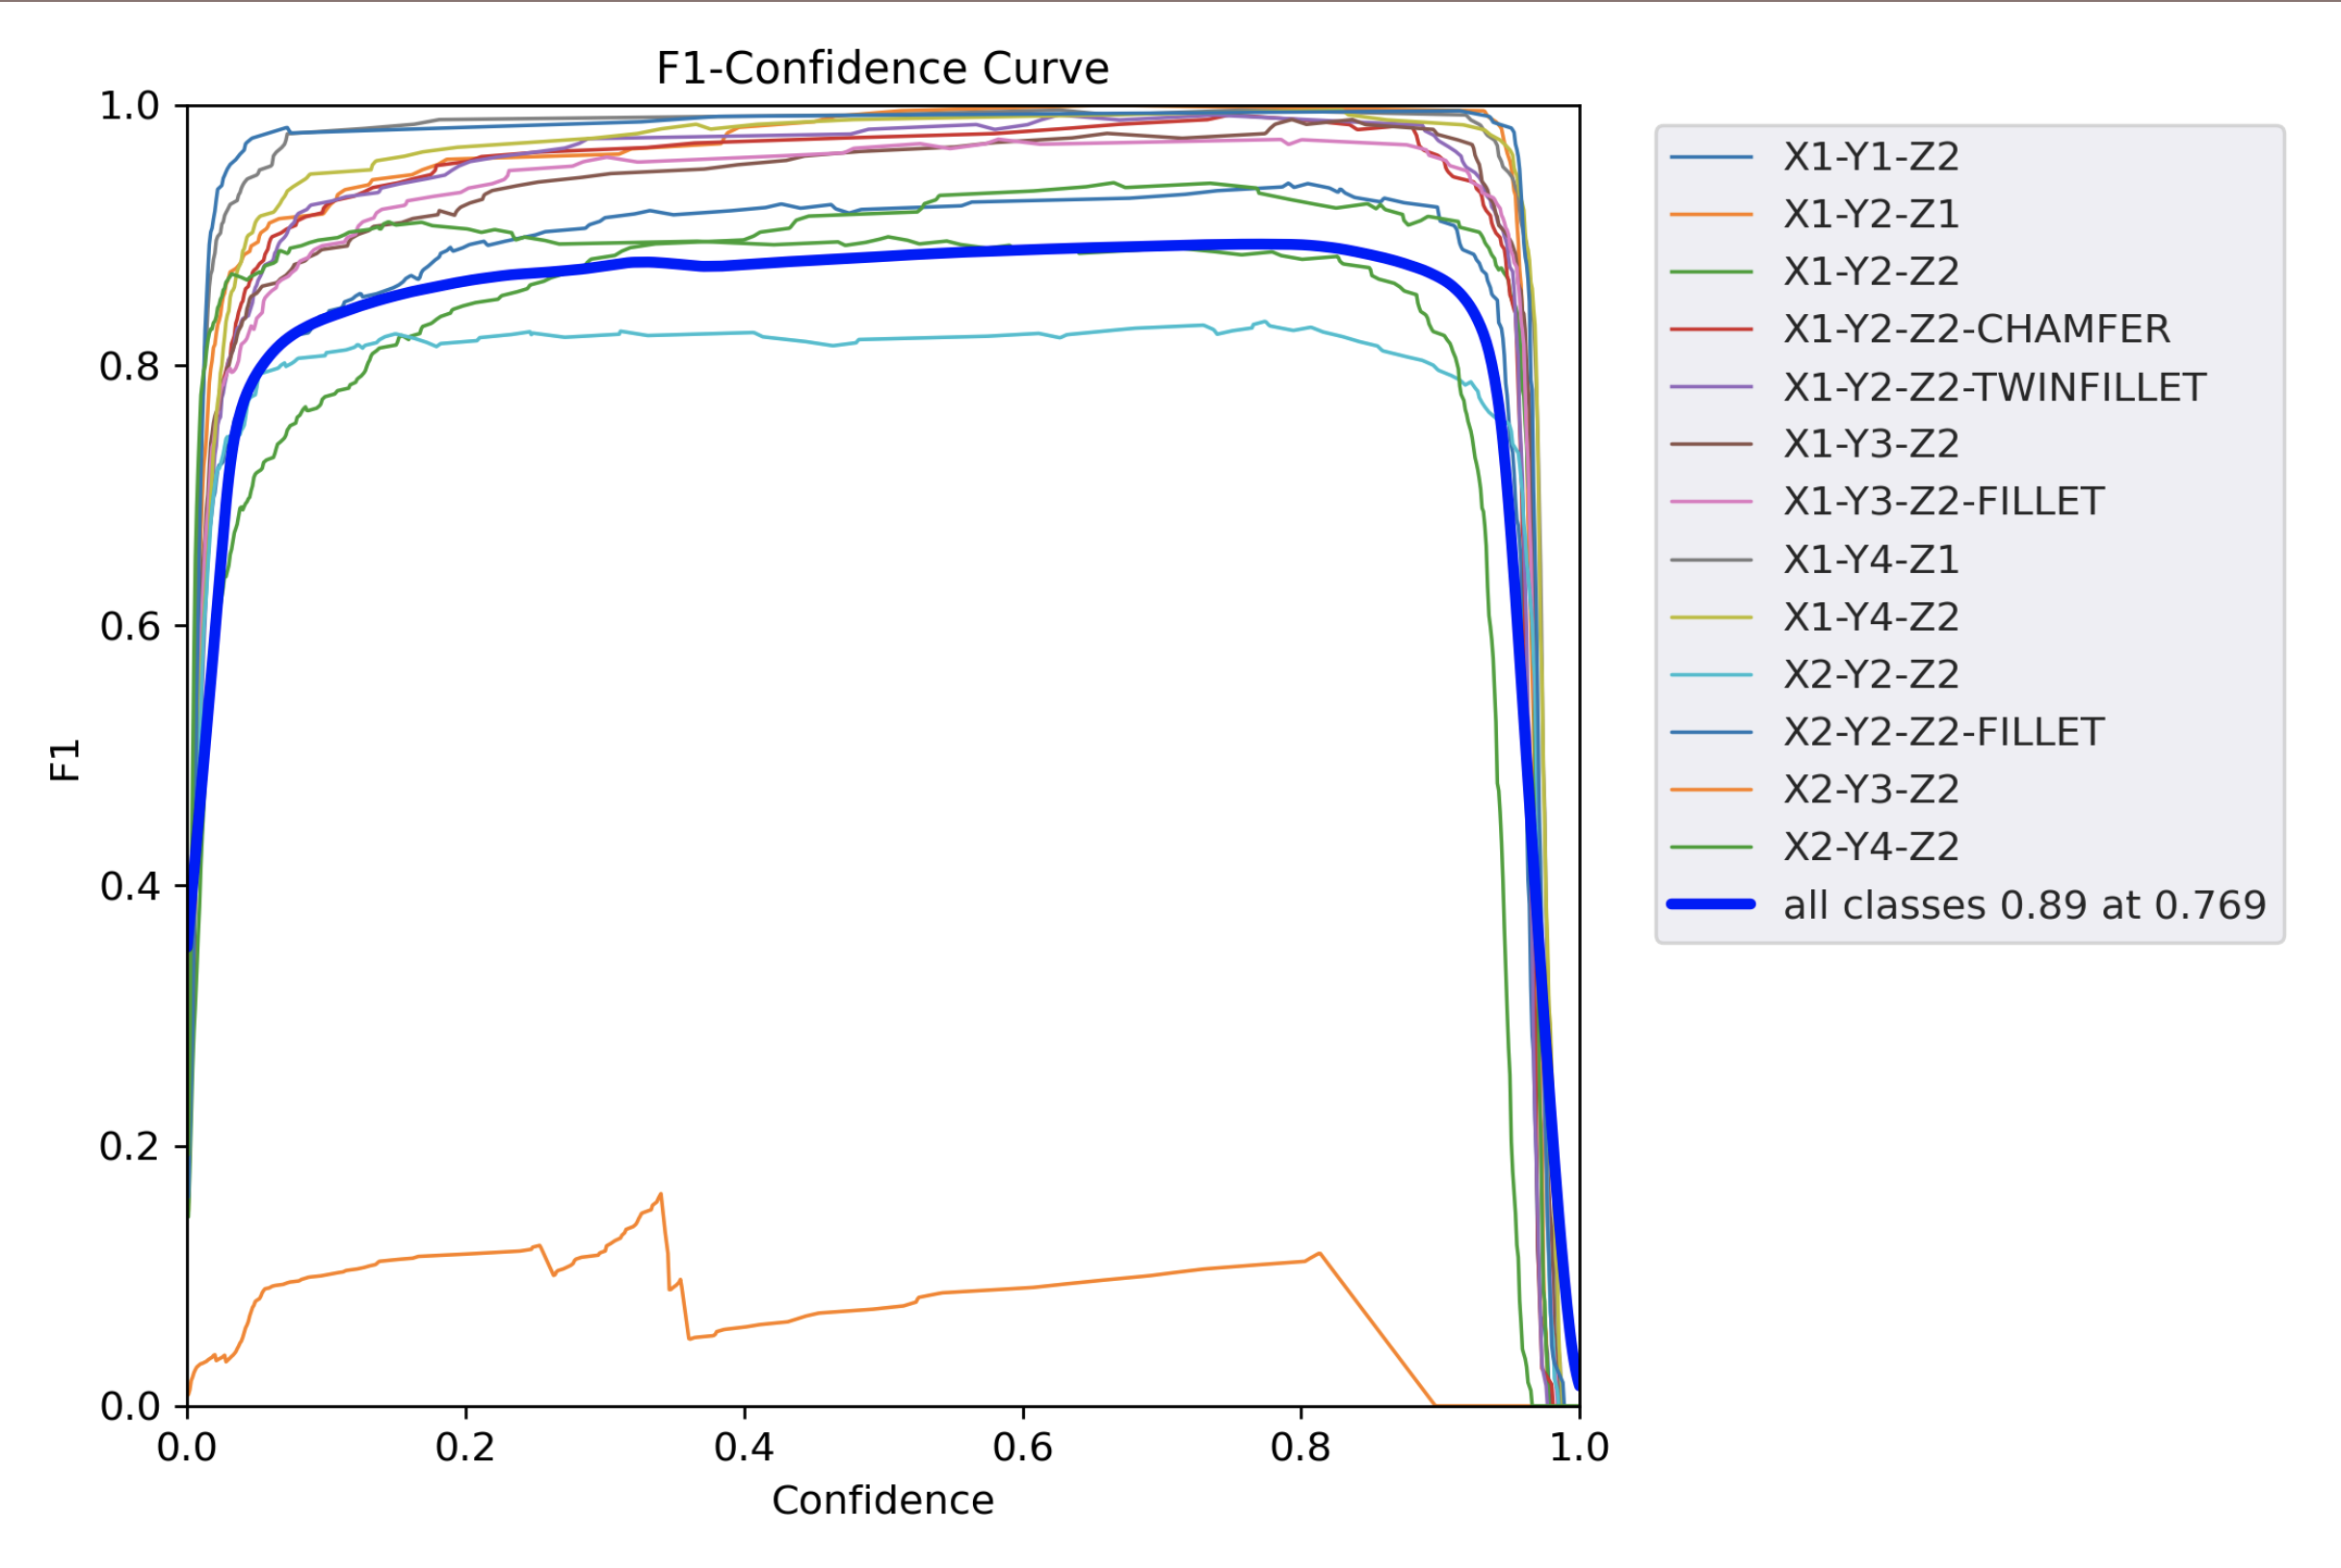 F1-Confidence Curve
1.0
0.8
0.6
0.4
0.2
0.0
F1
0.0 0.2 0.4 0.6 0.8 1.0
Confidence
X1-Y1-Z2
X1-Y2-Z1
X1-Y2-Z2
X1-Y2-Z2-CHAMFER
X1-Y2-Z2-TWINFILLET
X1-Y3-Z2
X1-Y3-Z2-FILLET
X1-Y4-Z1
X1-Y4-Z2
X2-Y2-Z2
X2-Y2-Z2-FILLET
X2-Y3-Z2
X2-Y4-Z2
all classes 0.89 at 0.769